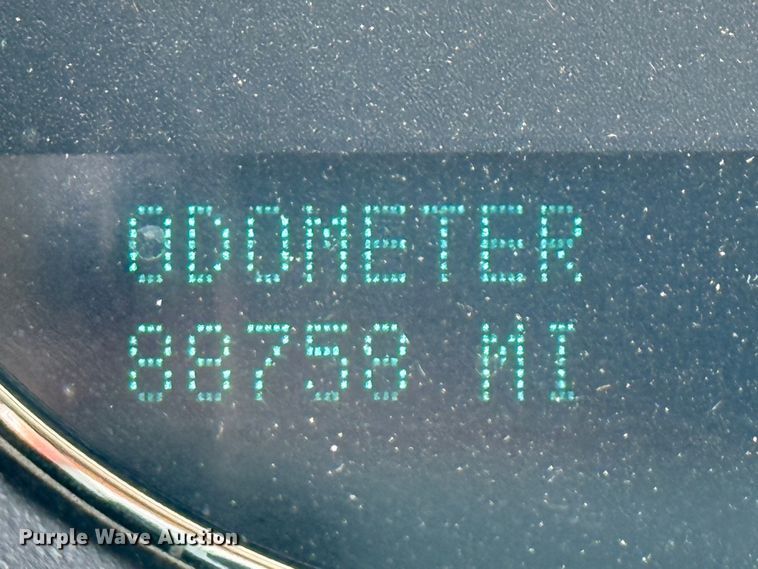 ODOMETER
88758 MI
Purple Wave Auction